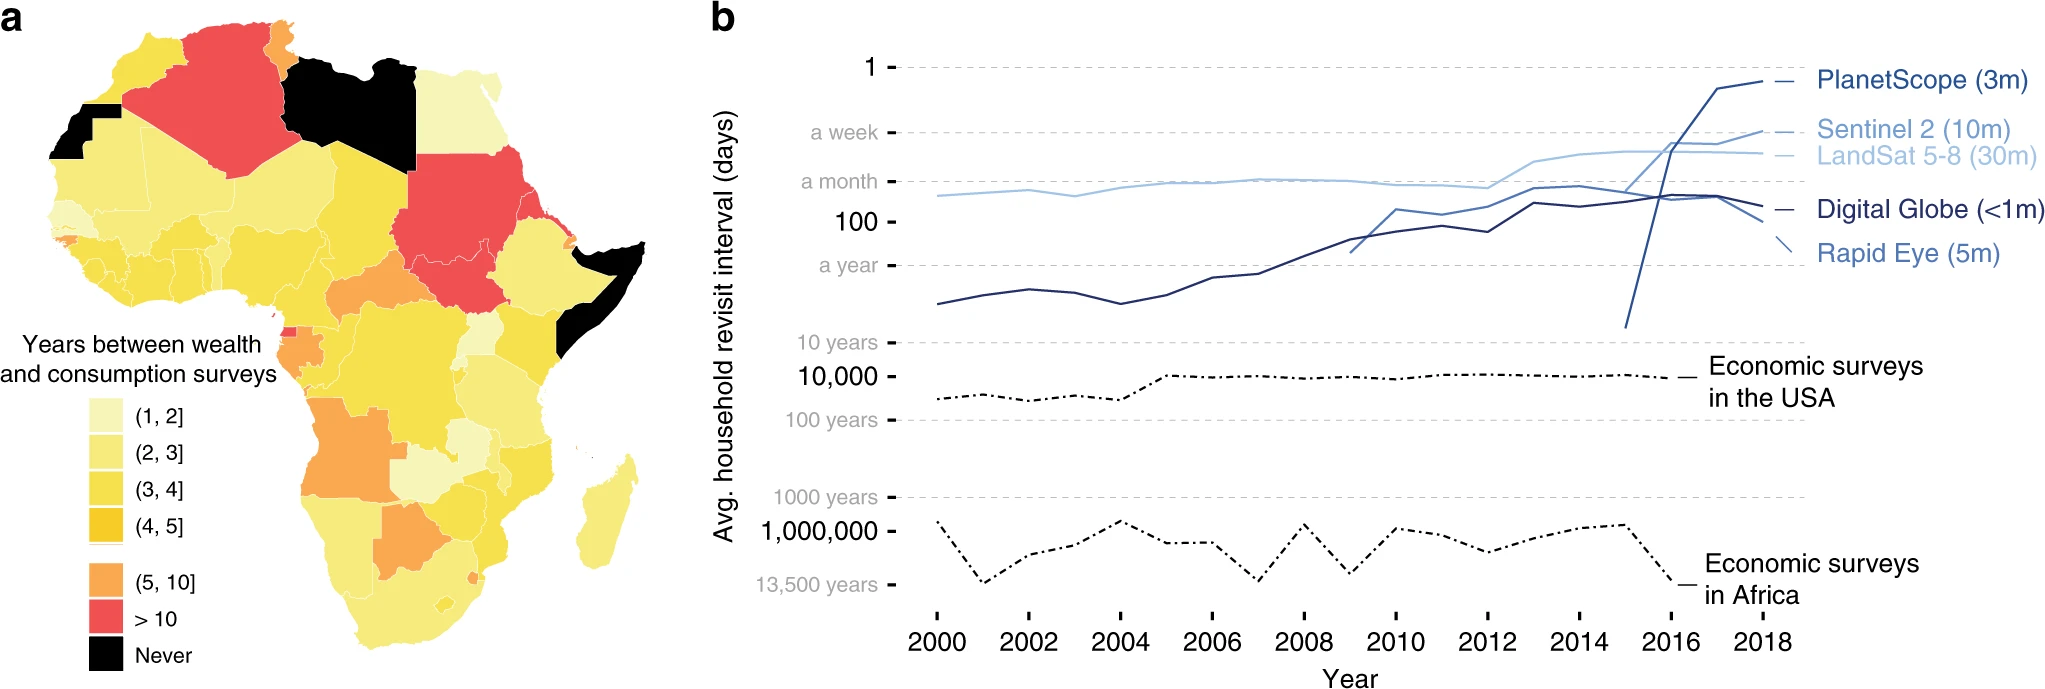 a
Years between wealth
and consumption surveys
(1, 2]
(2, 3]
(3, 4]
(4, 5]
(5, 10]
> 10
Never
b
Avg. household revisit interval (days)
1
a week
a month
100
a year
10 years
10,000
100 years
1000 years
1,000,000
13,500 years
PlanetScope (3m)
Sentinel 2 (10m)
LandSat 5-8 (30m)
Digital Globe (<1m)
Rapid Eye (5m)
Economic surveys
in the USA
Economic surveys
in Africa
2000 2002 2004 2006 2008 2010 2012 2014 2016 2018
Year